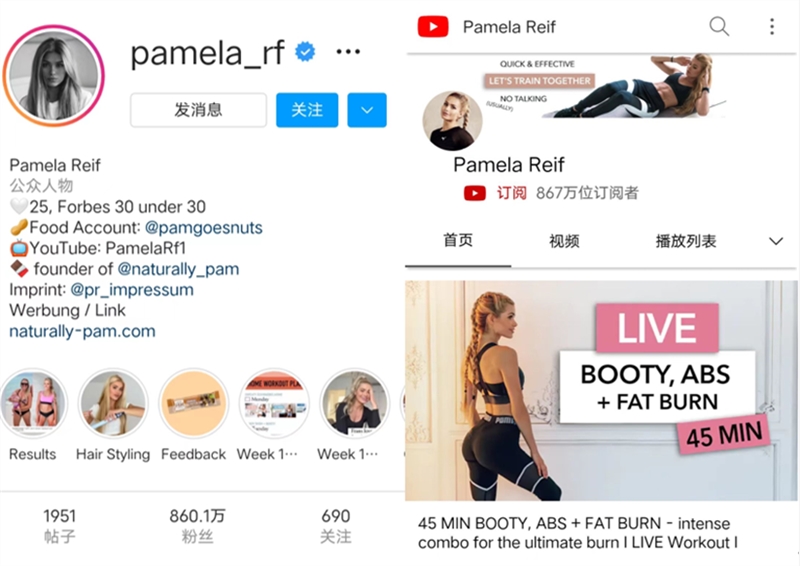 pamela_rf
发消息
关注
Pamela Reif
公众人物
🤍25, Forbes 30 under 30
🥜Food Account: @pamgoesnuts
📺YouTube: PamelaRf1
🍫 founder of @naturally_pam
Imprint: @pr_impressum
Werbung / Link
naturally-pam.com
HOME WORKOUT PLAN
Monday
Results
Hair Styling
Feedback
Week 1…
Week 1…
1951
860.1万
690
帖子
粉丝
关注
Pamela Reif
QUICK & EFFECTIVE
LET'S TRAIN TOGETHER
NO TALKING
(USUALLY)
Pamela Reif
订阅 867万位订阅者
首页
视频
播放列表
LIVE
BOOTY, ABS
+ FAT BURN
45 MIN
45 MIN BOOTY, ABS + FAT BURN - intense
combo for the ultimate burn I LIVE Workout I